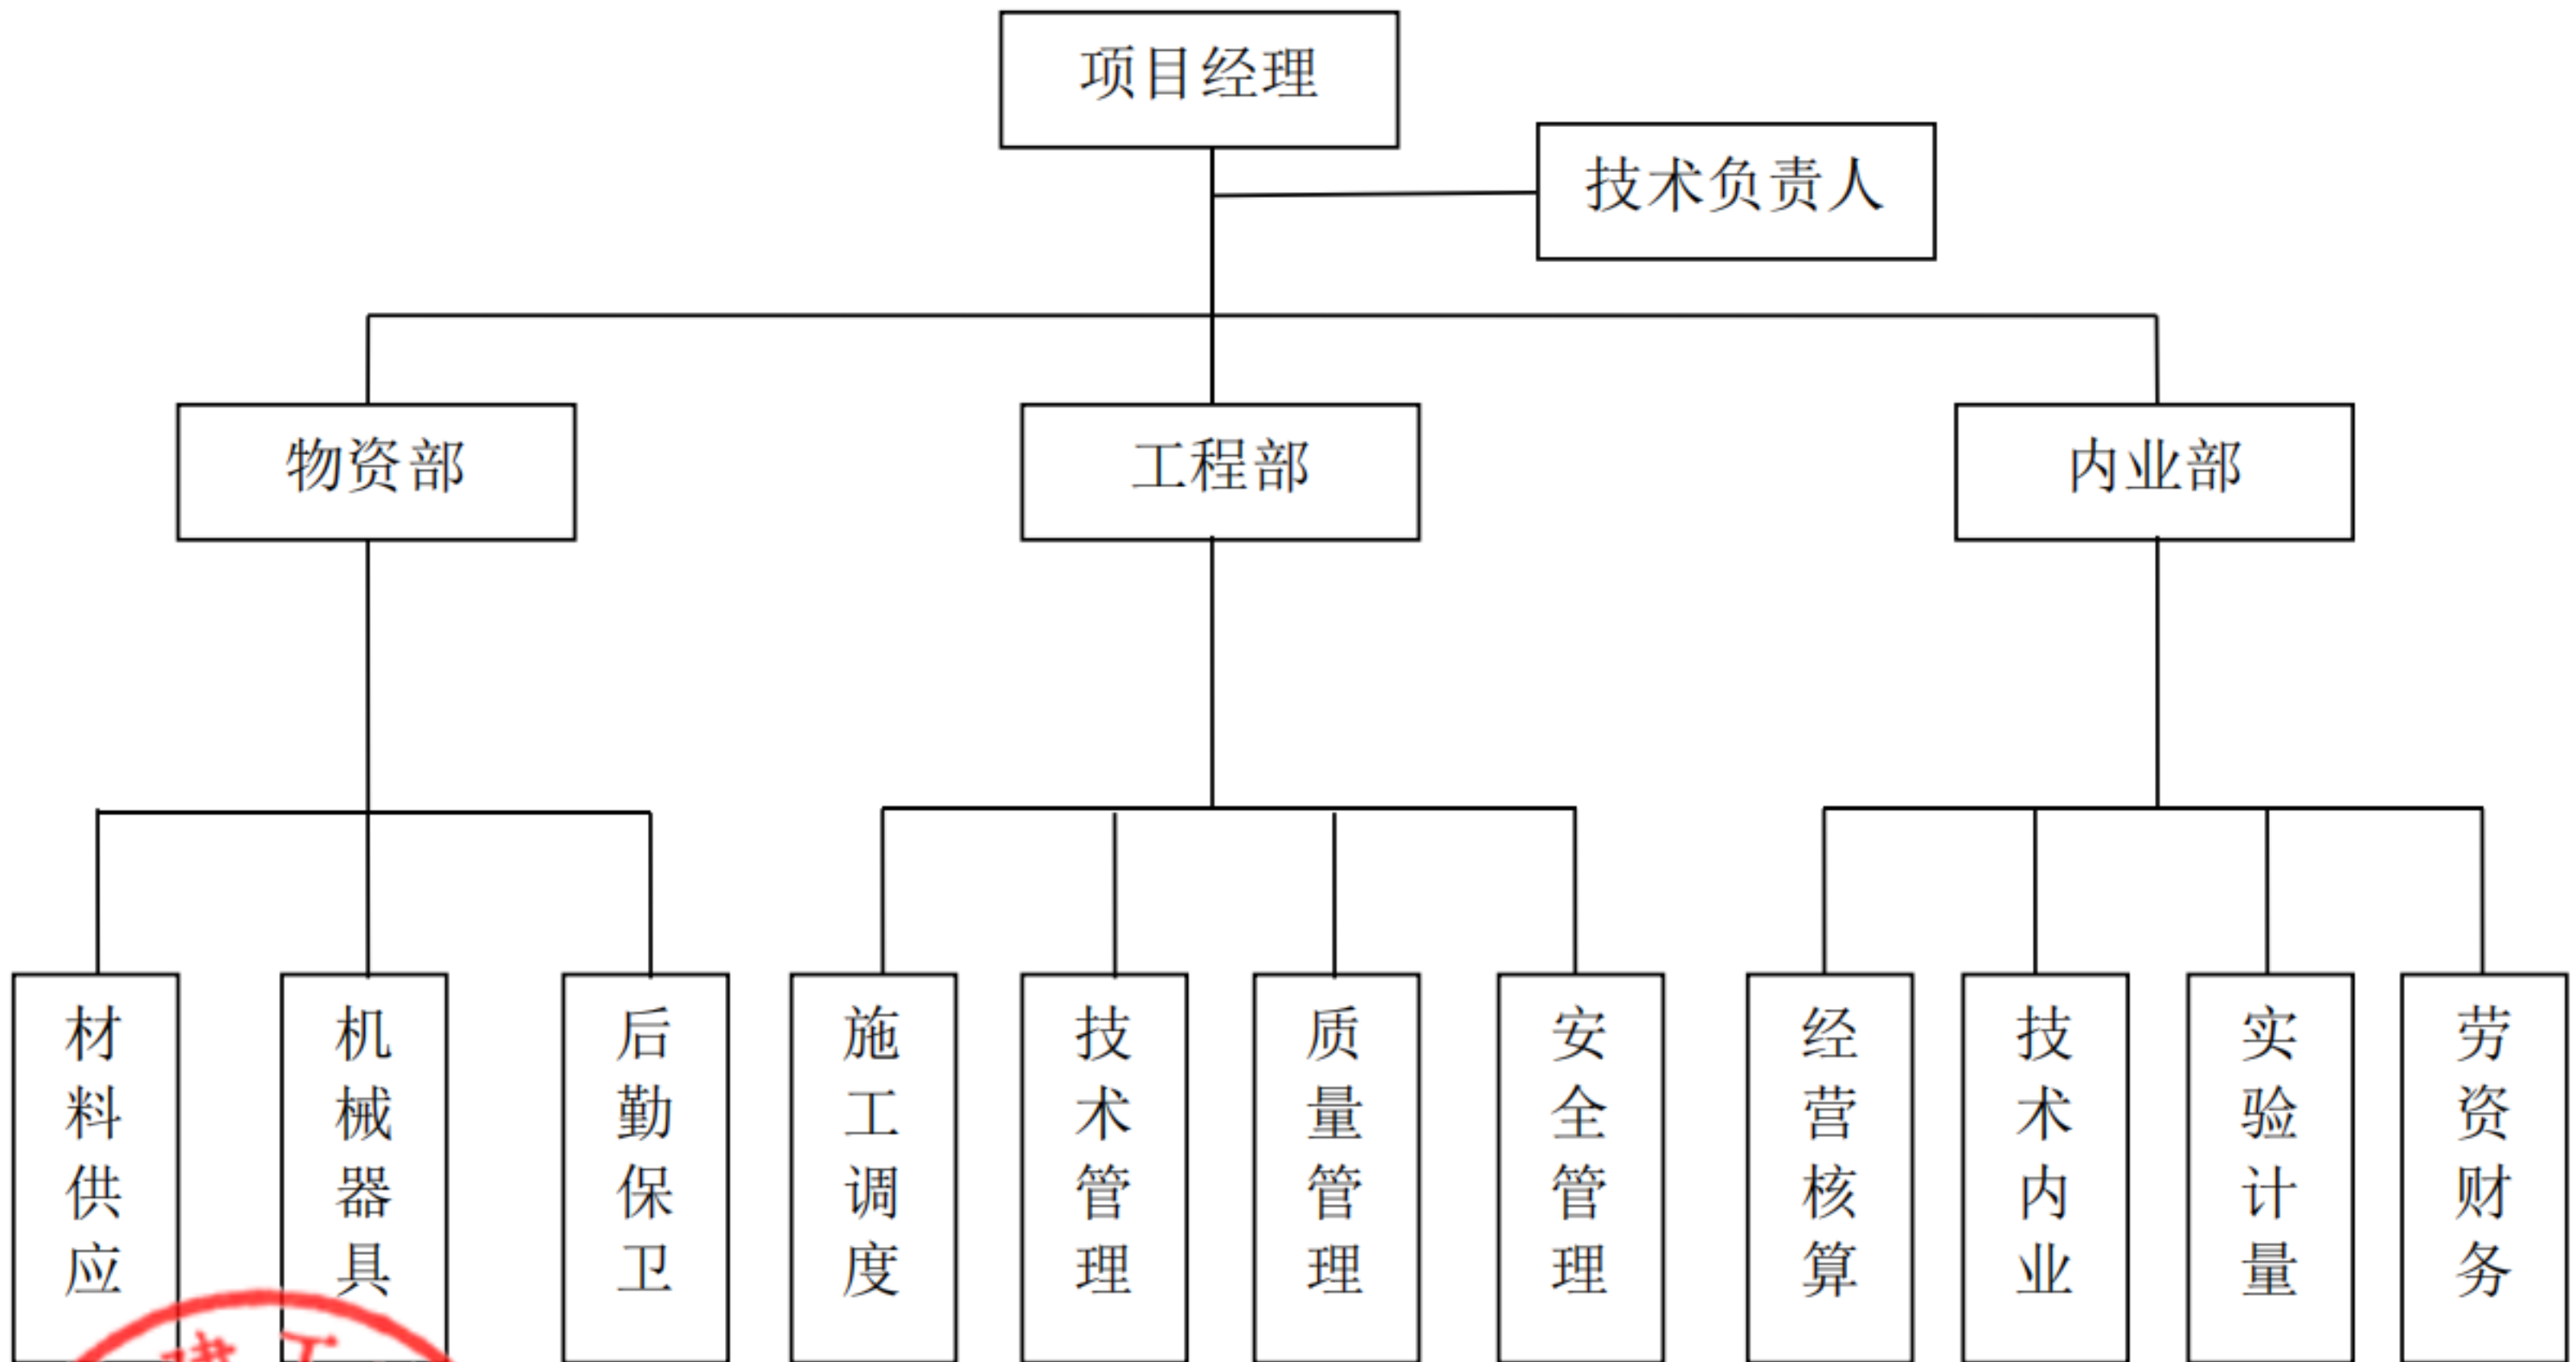 项目经理
技术负责人
物资部
工程部
内业部
材料供应
机械器具
后勤保卫
施工调度
技术管理
质量管理
安全管理
经营核算
技术内业
实验计量
劳资财务